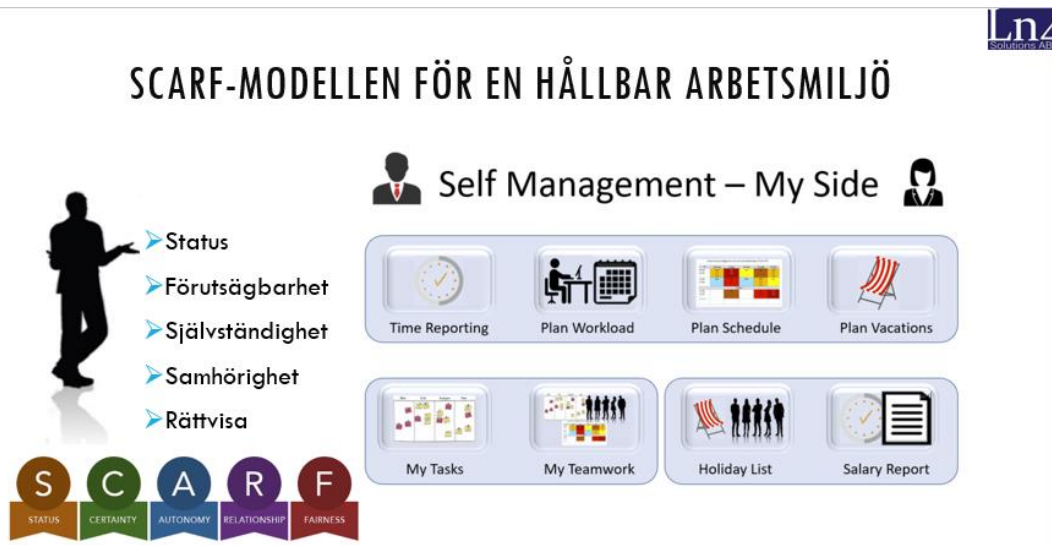 Solutions AB
SCARF-MODELLEN FÖR EN HÅLLBAR ARBETSMILJÖ
Self Management – My Side
Status
Förutsägbarhet
Självständighet
Samhörighet
Rättvisa
Time Reporting
Plan Workload
Plan Schedule
Plan Vacations
My Tasks
My Teamwork
Holiday List
Salary Report
S C A R F
STATUS CERTAINTY AUTONOMY RELATIONSHIP FAIRNESS